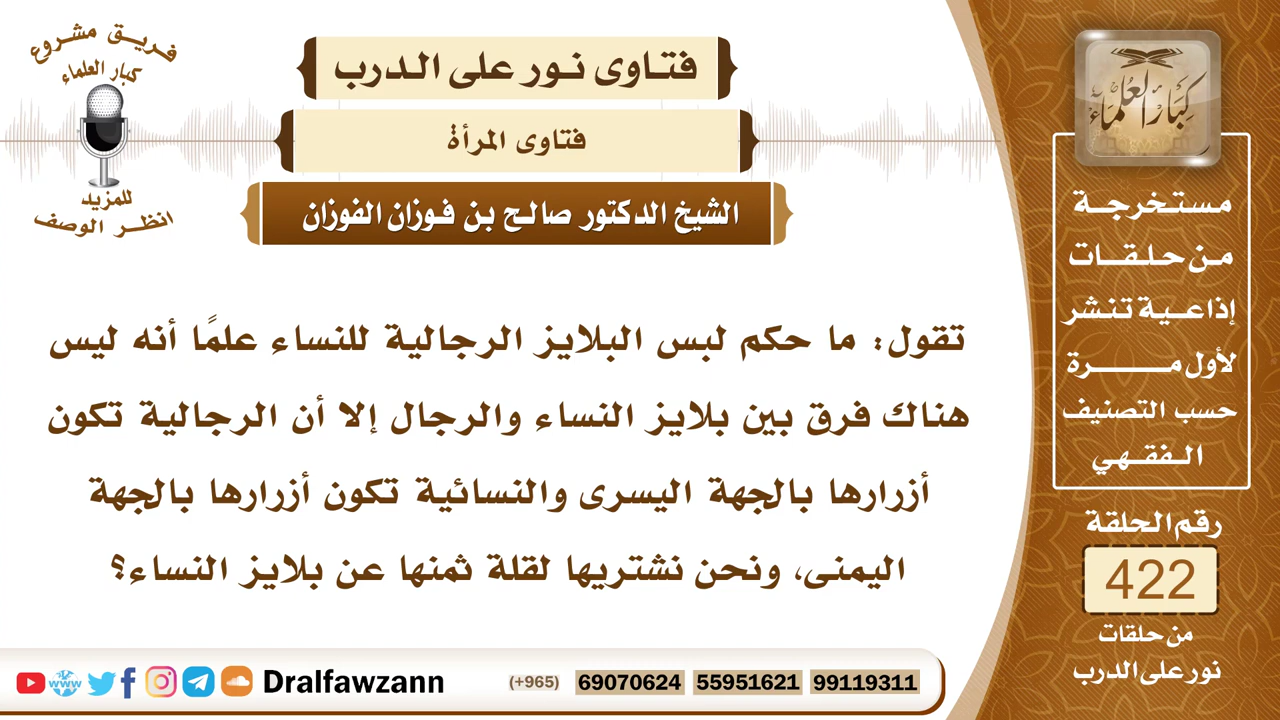 فريق مشروع
كبار العلماء
للمزيد
انظر الوصف
فتاوى نور على الدرب
فتاوى المرأة
الشيخ الدكتور صالح بن فوزان الفوزان
تقول: ما حكم لبس البلايز الرجالية للنساء علمًا أنه ليس
هناك فرق بين بلايز النساء والرجال إلا أن الرجالية تكون
أزرارها بالجهة اليسرى والنسائية تكون أزرارها بالجهة
اليمنى، ونحن نشتريها لقلة ثمنها عن بلايز النساء؟
كبار العلماء
مستخرجة
من حلقات
إذاعية تنشر
لأول مرة
حسب التصنيف
الفقهي
رقم الحلقة
422
من حلقات
نور على الدرب
www Dralfawzann (+965) 69070624 55951621 99119311